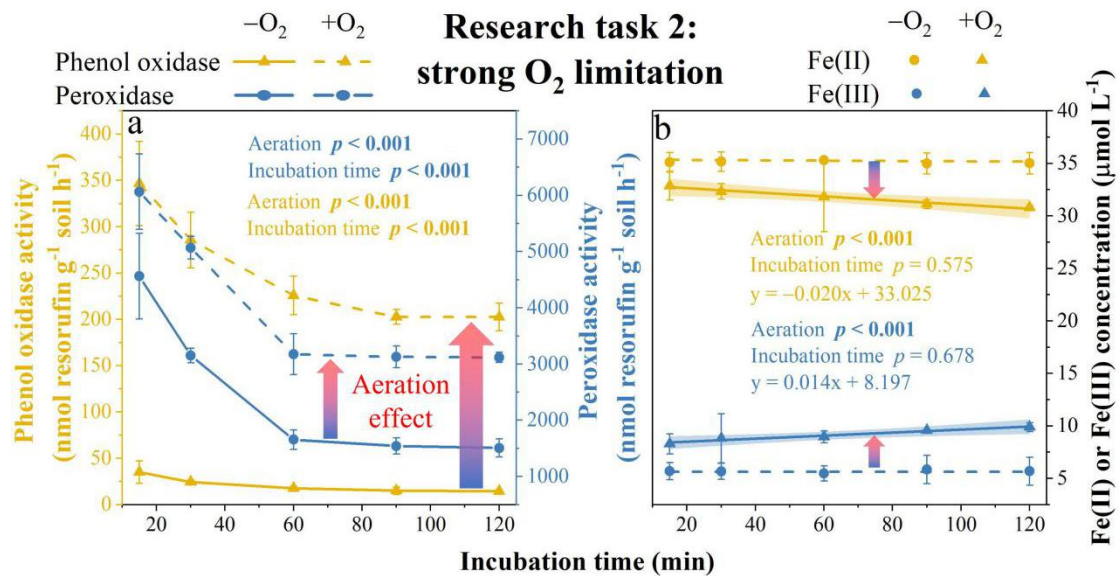 Research task 2:
strong O₂ limitation
−O₂ +O₂
Phenol oxidase
Peroxidase
−O₂ +O₂
Fe(II)
Fe(III)
a
Aeration p < 0.001
Incubation time p < 0.001
Aeration p < 0.001
Incubation time p < 0.001
Aeration
effect
Phenol oxidase activity
(nmol resorufin g⁻¹ soil h⁻¹)
400
350
300
250
200
150
100
50
25
0
7000
6000
5000
4000
3000
2000
1000
Peroxidase activity
(nmol resorufin g⁻¹ soil h⁻¹)
20 40 60 80 100 120
b
Aeration p < 0.001
Incubation time p = 0.575
y = −0.020x + 33.025
Aeration p < 0.001
Incubation time p = 0.678
y = 0.014x + 8.197
40
35
30
25
20
15
10
5
Fe(II) or Fe(III) concentration (μmol L⁻¹)
20 40 60 80 100 120
Incubation time (min)